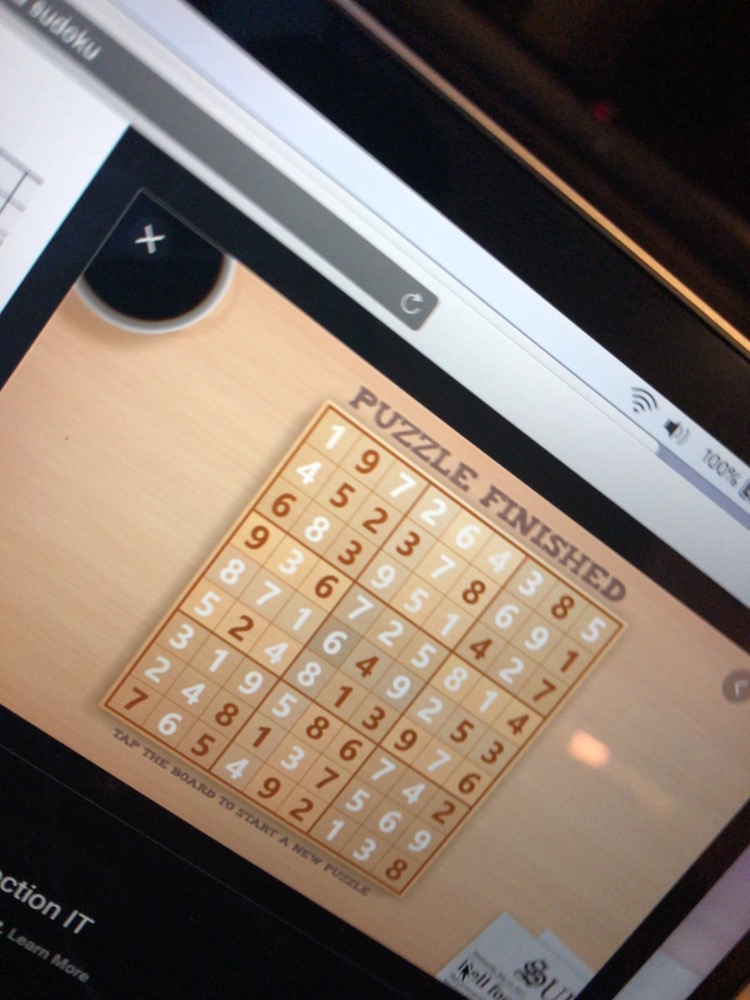 sudoku
100%
PUZZLE FINISHED
1 9 7 2 6 4 3 8 5
4 5 2 3 7 8 6 9 1
6 8 3 9 5 1 4 2 7
9 3 6 7 2 5 8 1 4
8 7 1 6 4 9 2 5 3
5 2 4 8 1 3 9 7 6
3 1 9 5 8 6 7 4 2
2 4 8 1 3 7 5 6 9
7 6 5 4 9 2 1 3 8
TAP THE BOARD TO START A NEW PUZZLE
ection IT
Learn More